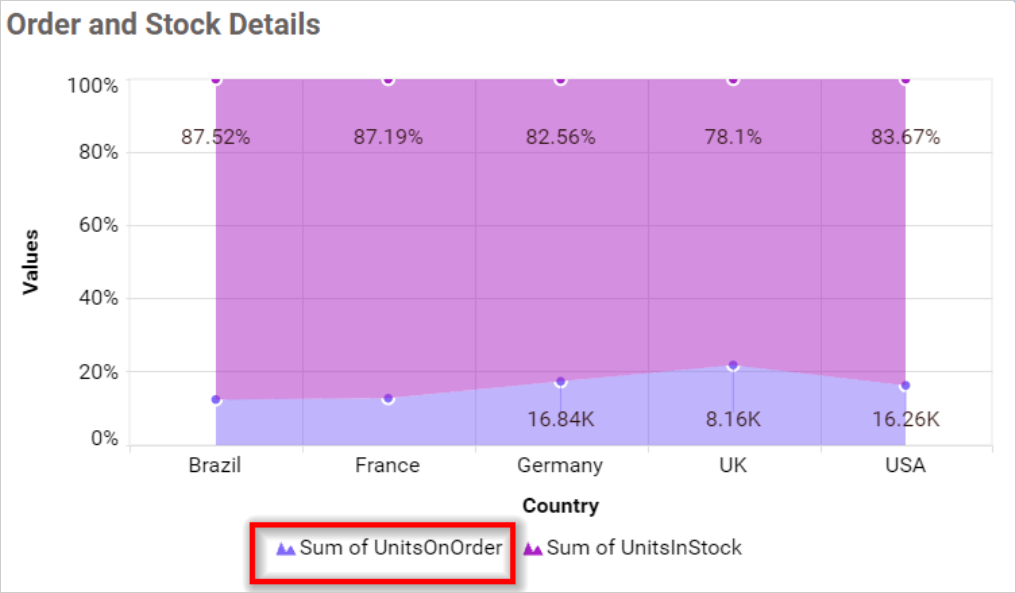 Order and Stock Details
100%
87.52% 87.19% 82.56% 78.1% 83.67%
80%
60%
Values
40%
20%
16.84K 8.16K 16.26K
0%
Brazil France Germany UK USA
Country
Sum of UnitsOnOrder Sum of UnitsInStock